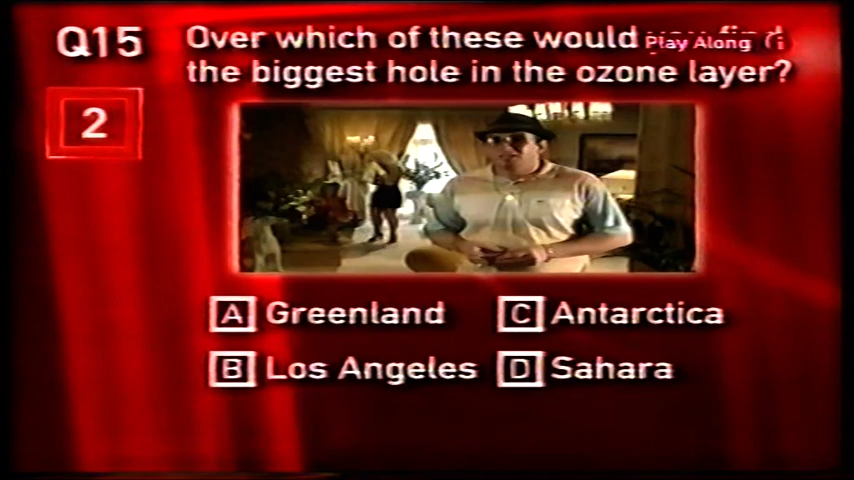 Q15
Over which of these would
Play Along
the biggest hole in the ozone layer?
2
A Greenland
C Antarctica
B Los Angeles
D Sahara